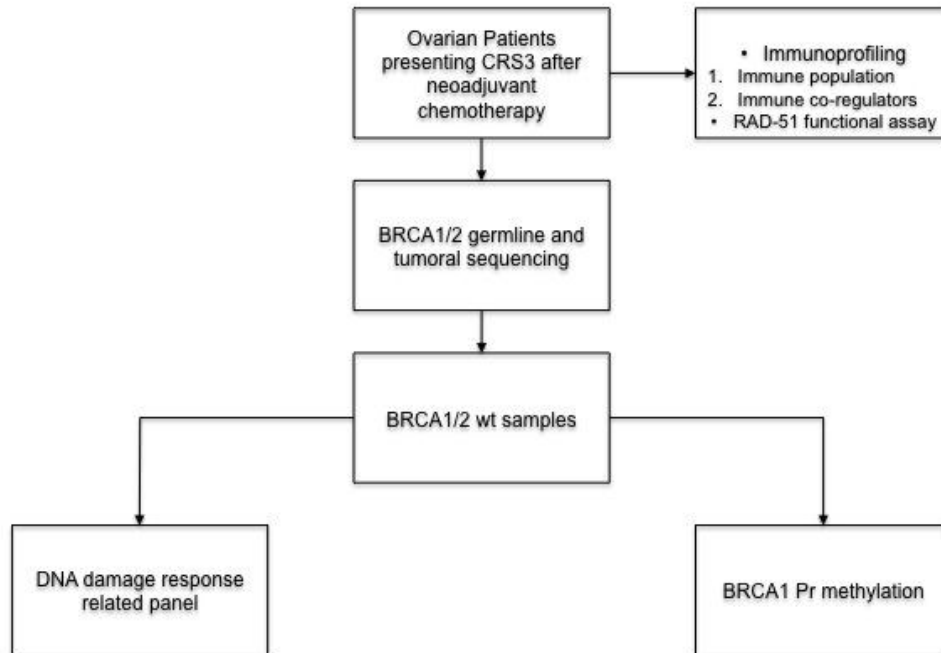 Ovarian Patients
presenting CRS3 after
neoadjuvant
chemotherapy
• Immunoprofiling
1. Immune population
2. Immune co-regulators
• RAD-51 functional assay
BRCA1/2 germline and
tumoral sequencing
BRCA1/2 wt samples
DNA damage response
related panel
BRCA1 Pr methylation